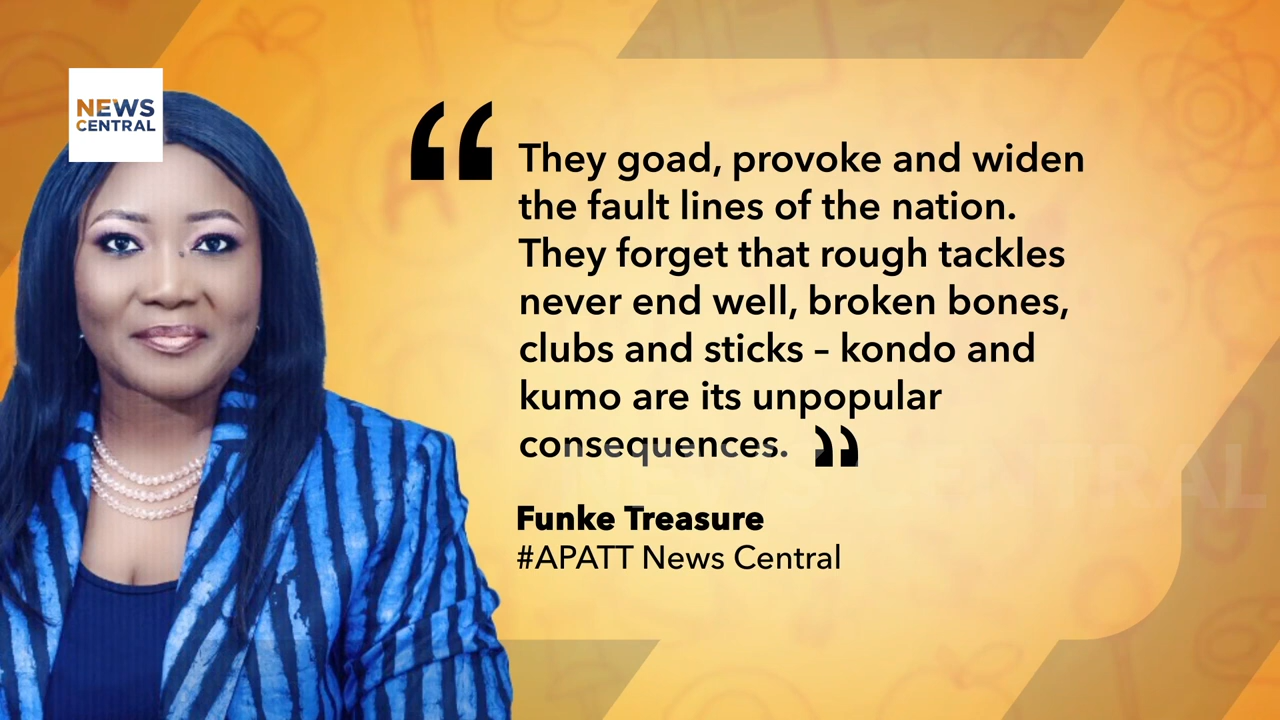 NEWS
CENTRAL
“ They goad, provoke and widen
the fault lines of the nation.
They forget that rough tackles
never end well, broken bones,
clubs and sticks – kondo and
kumo are its unpopular
consequences. ”
Funke Treasure
#APATT News Central
NEWS CENTRAL